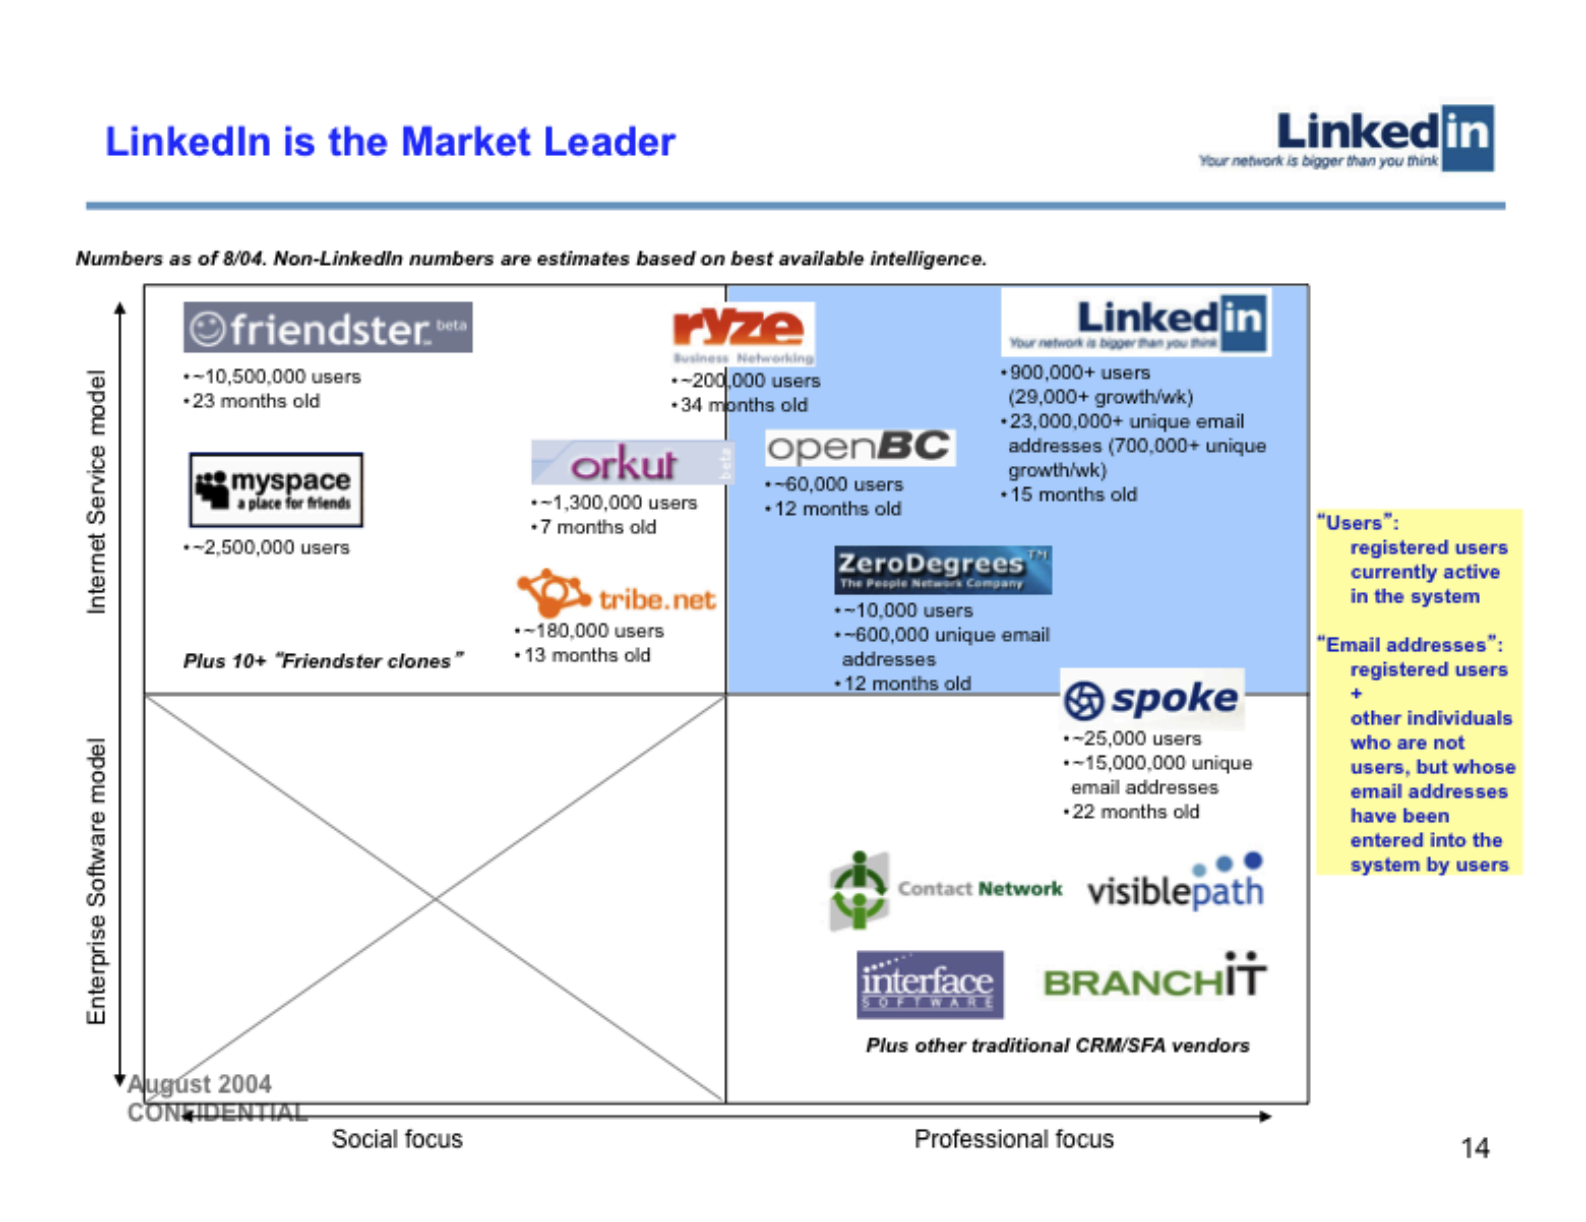 LinkedIn is the Market Leader
Linked in
Your network is bigger than you think
Numbers as of 8/04. Non-LinkedIn numbers are estimates based on best available intelligence.
Internet Service model
Enterprise Software model
friendster beta
•~10,500,000 users
•23 months old
myspace
a place for friends
•~2,500,000 users
Plus 10+ “Friendster clones”
ryze
Business Networking
•~200,000 users
•34 months old
orkut beta
•~1,300,000 users
•7 months old
tribe.net
•~180,000 users
•13 months old
openBC
•~60,000 users
•12 months old
Linked in
Your network is bigger than you think
•900,000+ users
(29,000+ growth/wk)
•23,000,000+ unique email
addresses (700,000+ unique
growth/wk)
•15 months old
ZeroDegrees TM
The People Network Company
•~10,000 users
•~600,000 unique email
addresses
•12 months old
spoke
•~25,000 users
•~15,000,000 unique
email addresses
•22 months old
Contact Network
visiblepath
interface
SOFTWARE
BRANCHIT
Plus other traditional CRM/SFA vendors
“Users”:
registered users
currently active
in the system
“Email addresses”:
registered users
+
other individuals
who are not
users, but whose
email addresses
have been
entered into the
system by users
August 2004
CONFIDENTIAL
Social focus
Professional focus
14